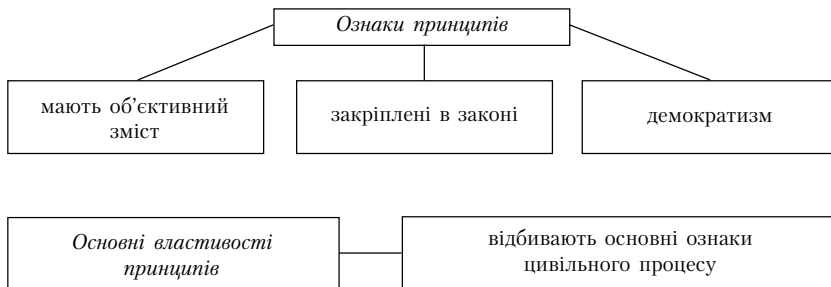 Ознаки принципів
мають об’єктивний
зміст
закріплені в законі
демократизм
Основні властивості
принципів
відбивають основні ознаки
цивільного процесу